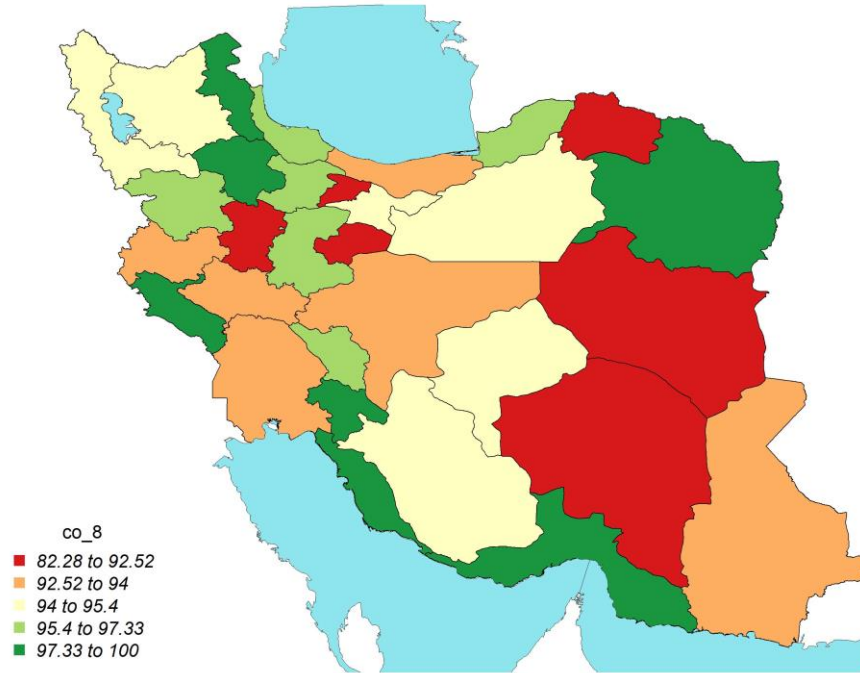 co_8
82.28 to 92.52
92.52 to 94
94 to 95.4
95.4 to 97.33
97.33 to 100